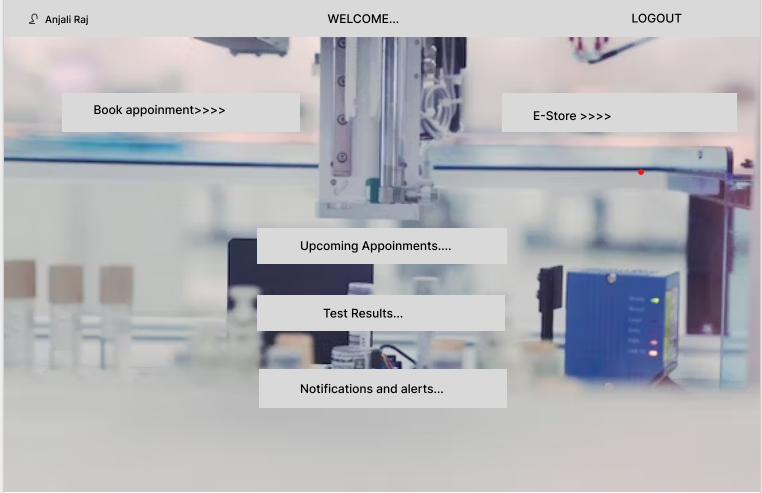 Anjali Raj
WELCOME...
LOGOUT
Book appoinment>>>>
E-Store >>>>
Upcoming Appoinments....
Test Results...
Notifications and alerts...